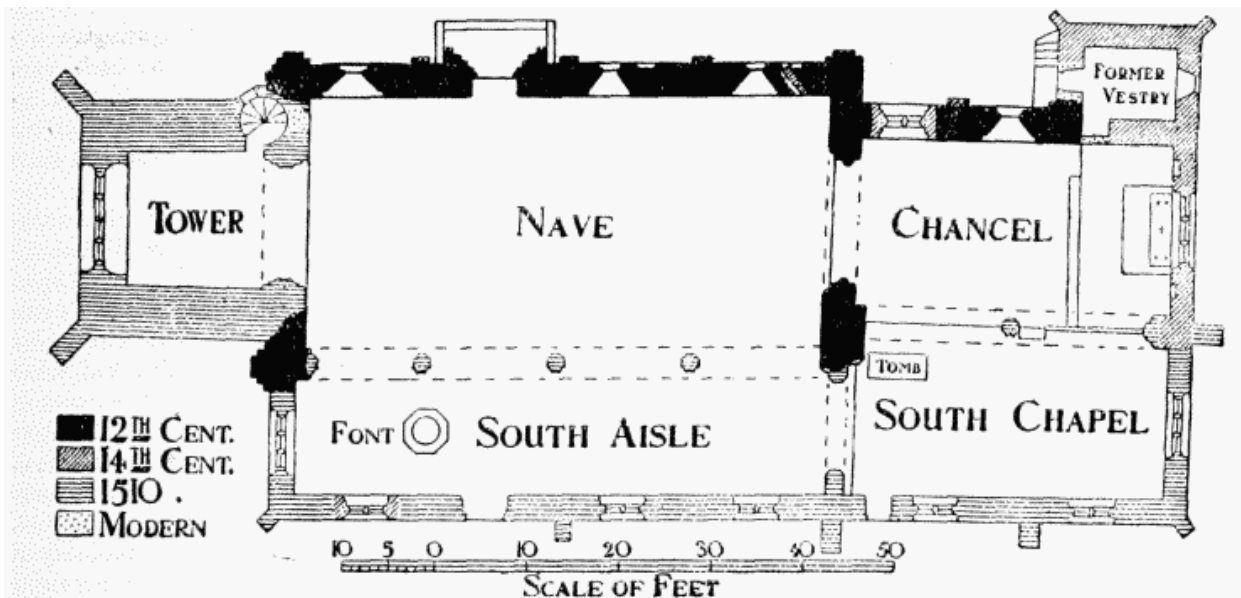 FORMER
VESTRY
TOWER
NAVE
CHANCEL
TOMB
SOUTH CHAPEL
FONT
SOUTH AISLE
12TH CENT.
14TH CENT.
1510.
MODERN
10 5 0 10 20 30 40 50
SCALE OF FEET